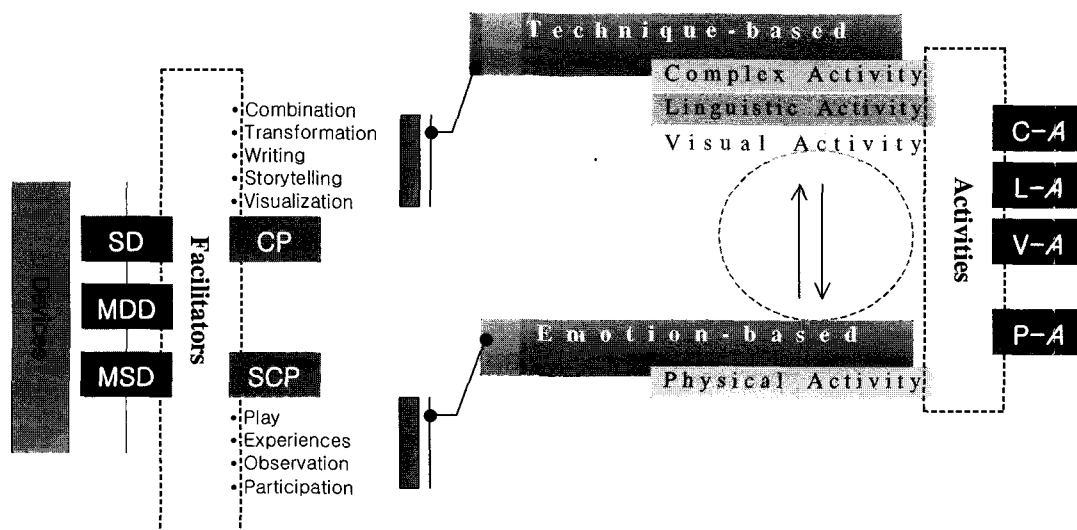 Technique-based
Complex Activity
Linguistic Activity
Visual Activity
• Combination
• Transformation
• Writing
• Storytelling
• Visualization
Devices
SD
MDD
MSD
Facilitators
CP
SCP
• Play
• Experiences
• Observation
• Participation
Emotion-based
Physical Activity
Activities
C-A
L-A
V-A
P-A